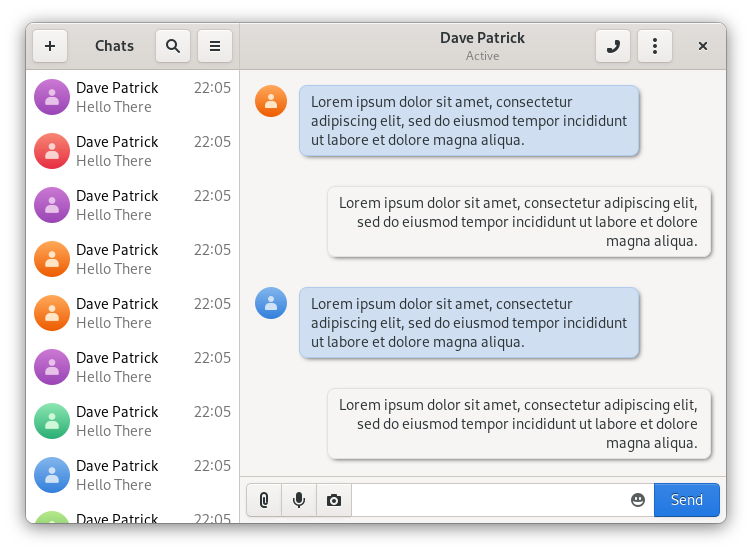 Chats
Dave Patrick
Active
Dave Patrick 22:05
Hello There
Dave Patrick 22:05
Hello There
Dave Patrick 22:05
Hello There
Dave Patrick 22:05
Hello There
Dave Patrick 22:05
Hello There
Dave Patrick 22:05
Hello There
Dave Patrick 22:05
Hello There
Dave Patrick 22:05
Hello There
Dave Patrick 22:05
Lorem ipsum dolor sit amet, consectetur
adipiscing elit, sed do eiusmod tempor incididunt
ut labore et dolore magna aliqua.
Lorem ipsum dolor sit amet, consectetur adipiscing elit,
sed do eiusmod tempor incididunt ut labore et dolore
magna aliqua.
Lorem ipsum dolor sit amet, consectetur
adipiscing elit, sed do eiusmod tempor incididunt
ut labore et dolore magna aliqua.
Lorem ipsum dolor sit amet, consectetur adipiscing elit,
sed do eiusmod tempor incididunt ut labore et dolore
magna aliqua.
Send